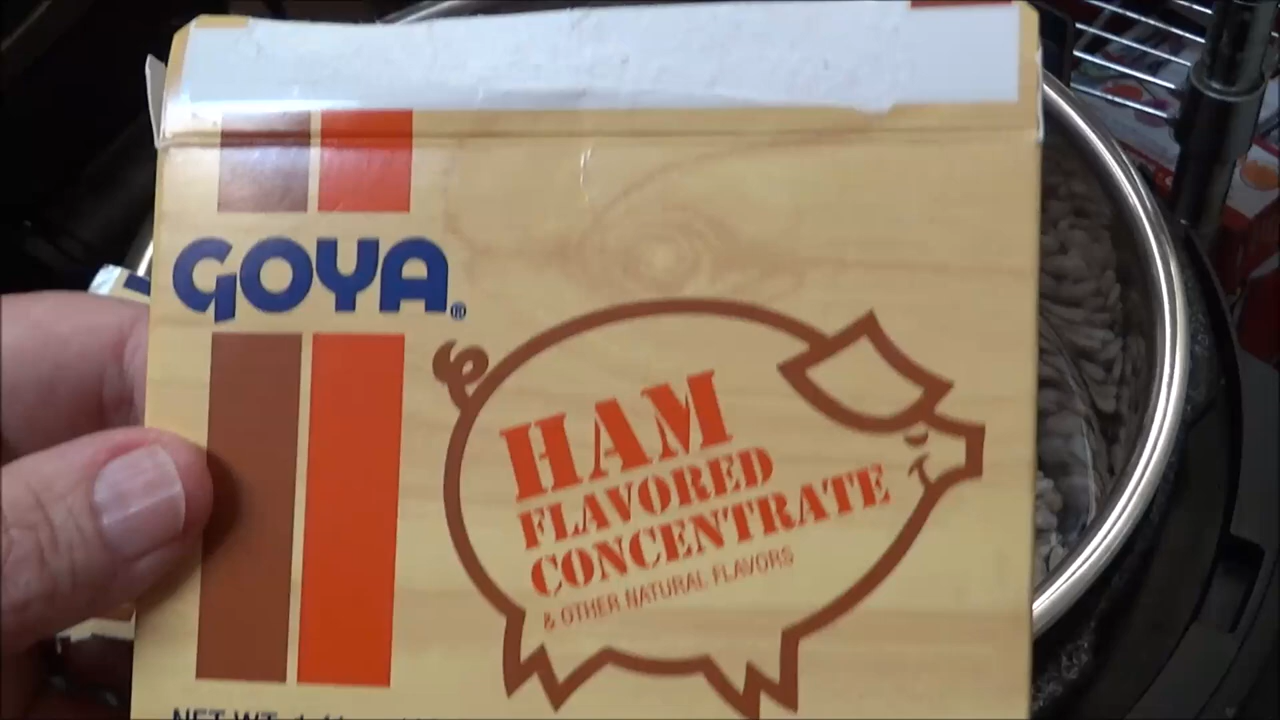 GOYA®
HAM
FLAVORED
CONCENTRATE
& OTHER NATURAL FLAVORS
NET WT.